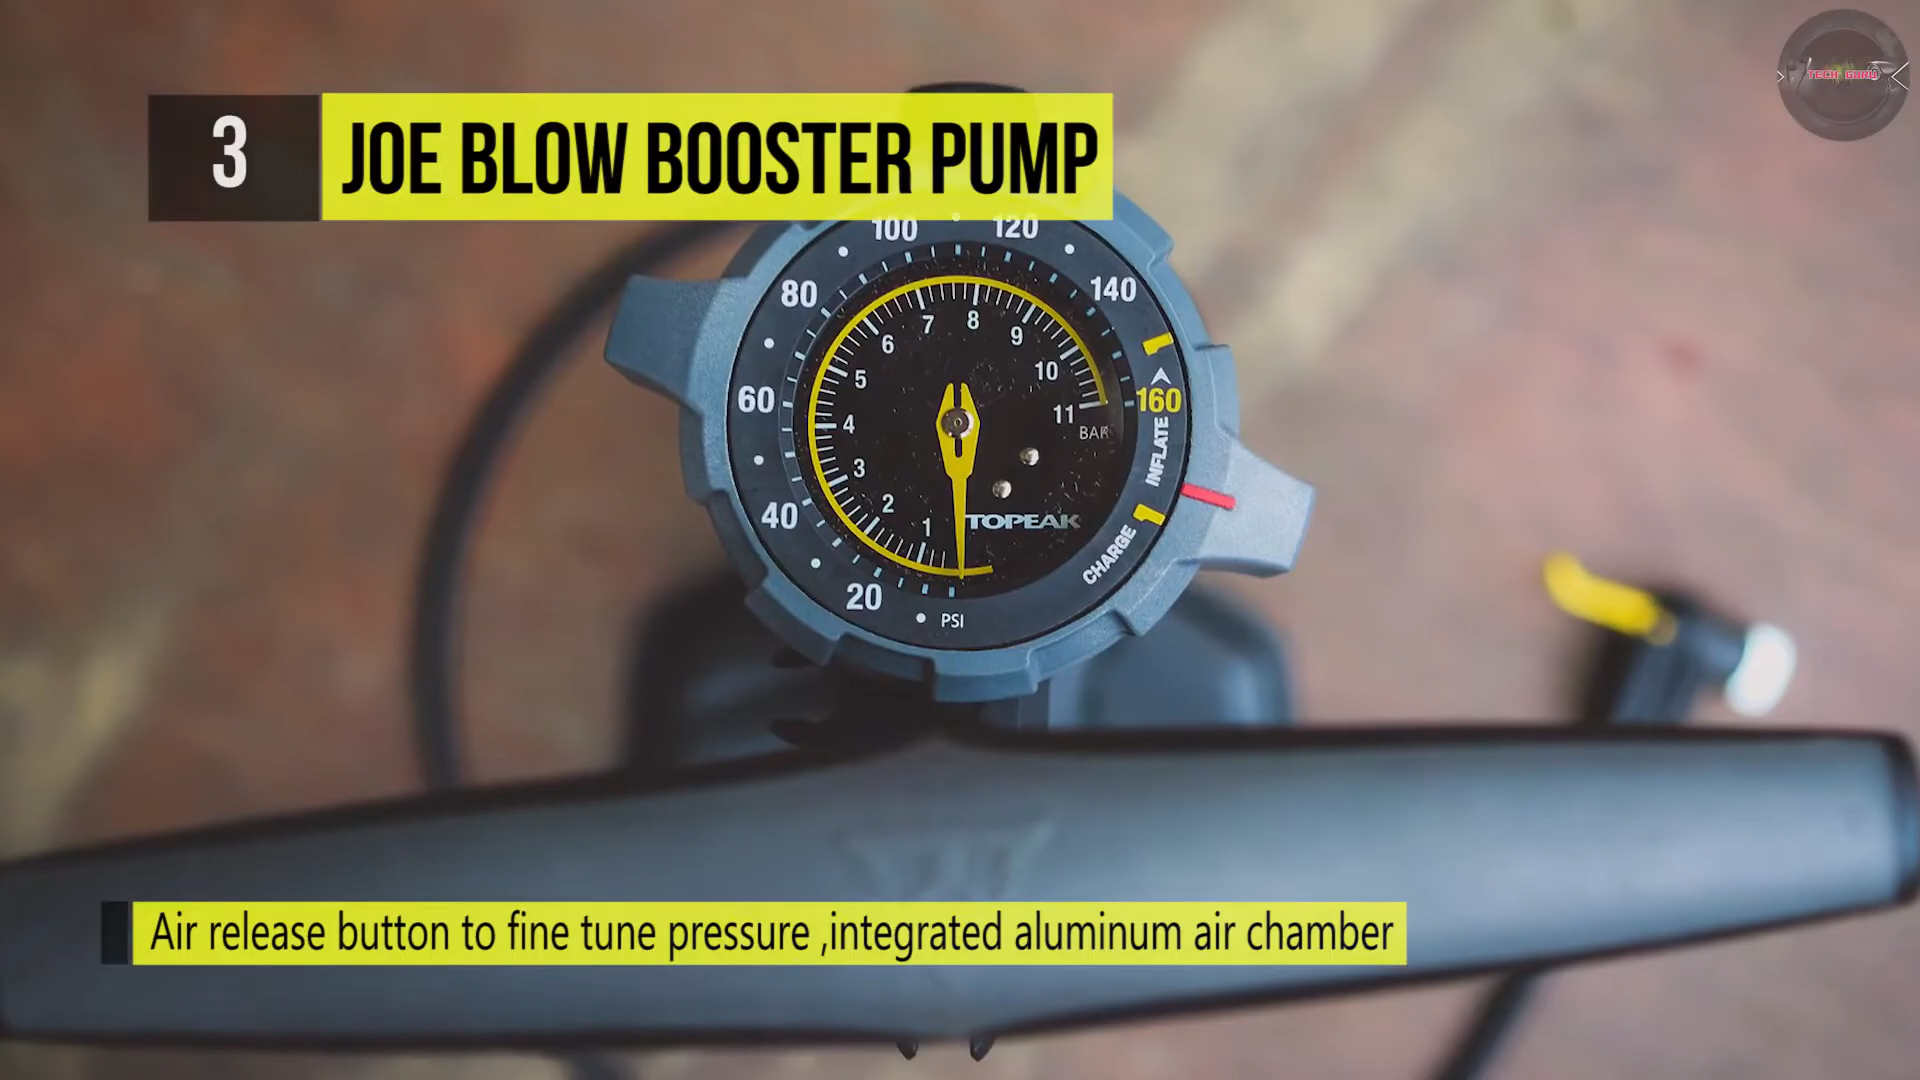 TECH GURU
3 JOE BLOW BOOSTER PUMP
100 120
80 140
7 8 9
6 10
5 11
60 160
4 BAR
3 INFLATE
2
40 1 TOPEAK
CHARGE
20
PSI
Air release button to fine tune pressure ,integrated aluminum air chamber